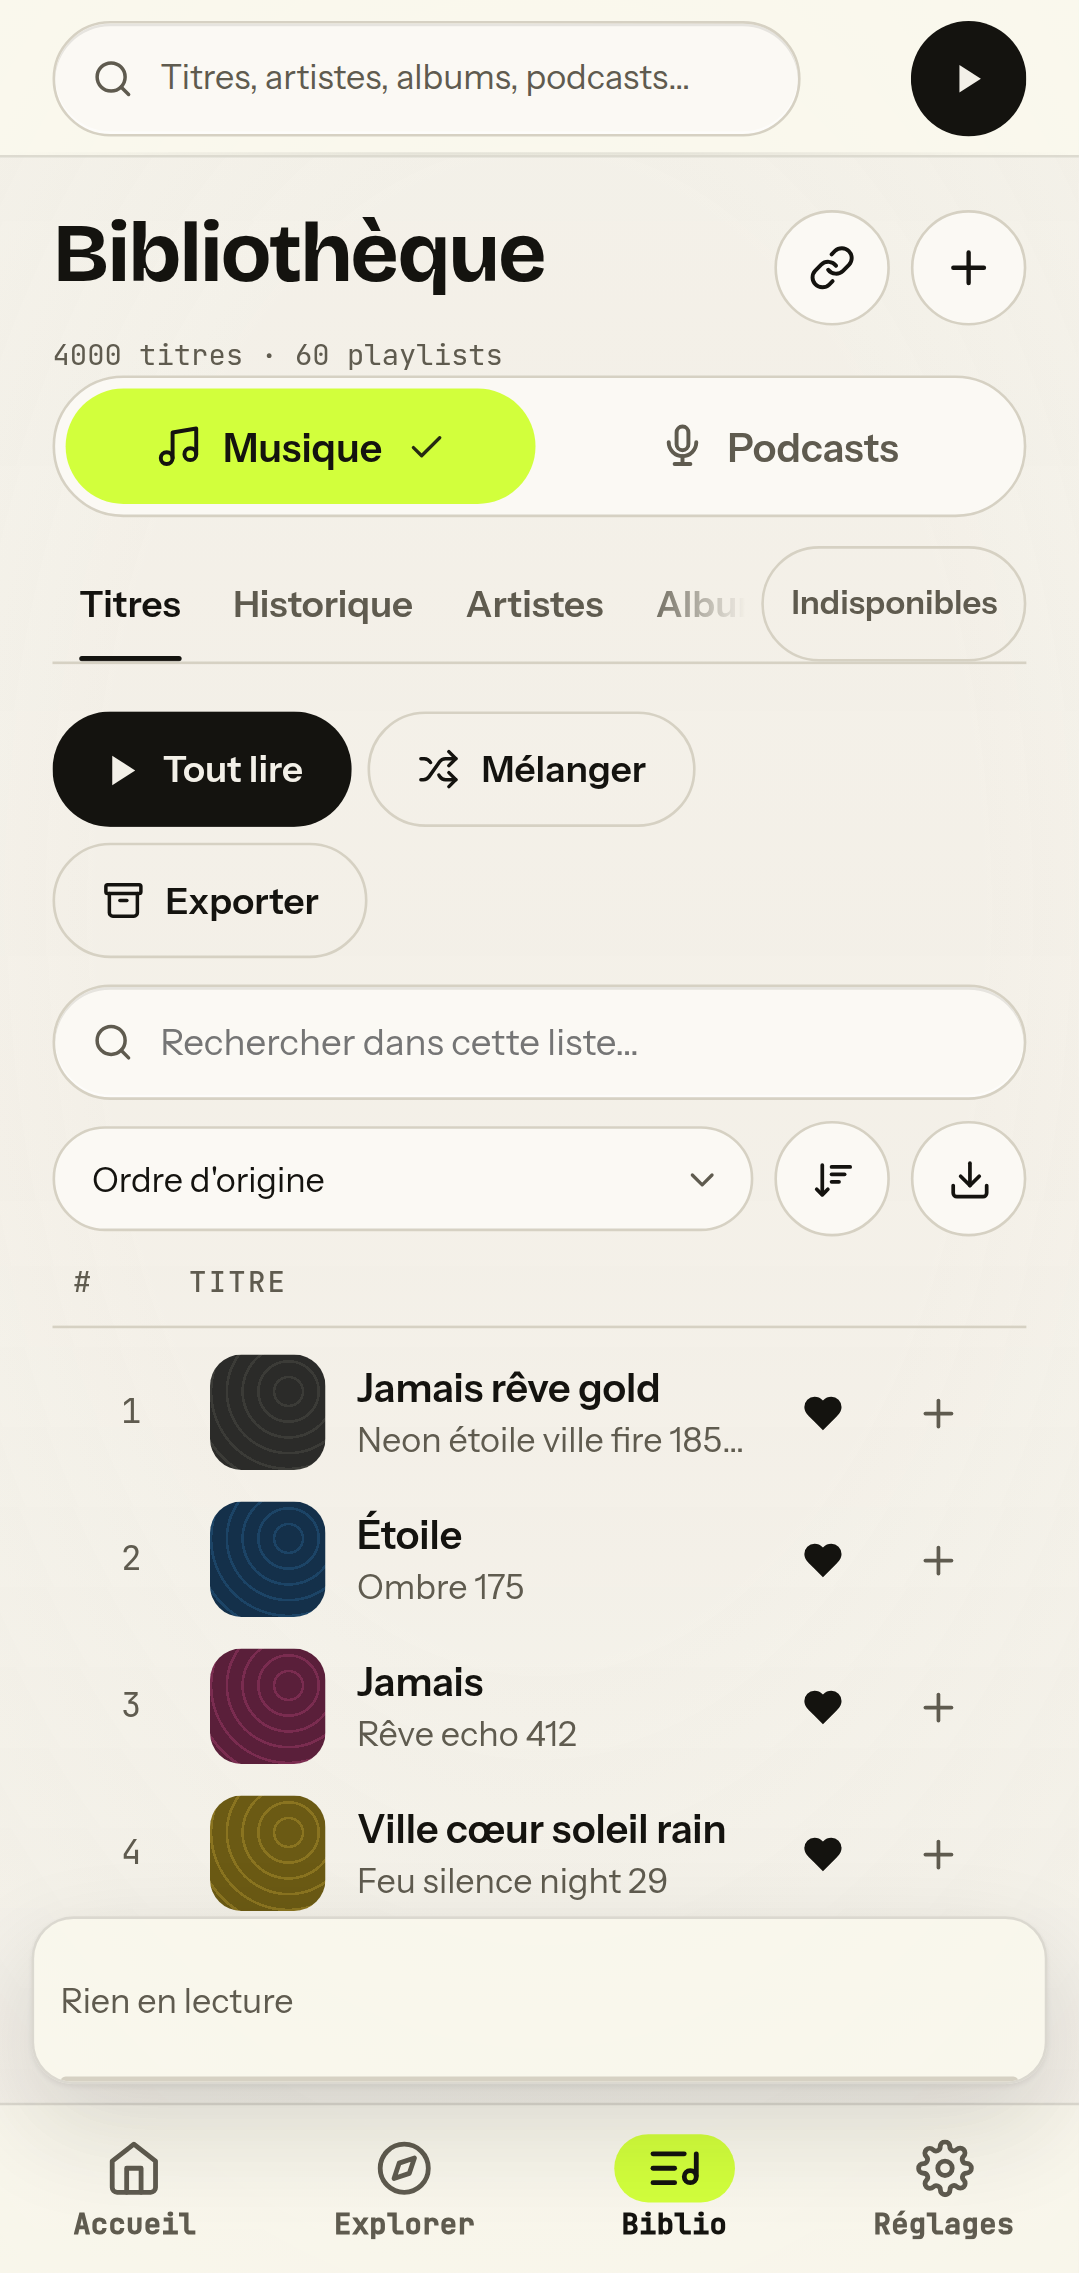 Titres, artistes, albums, podcasts...
Bibliothèque
4000 titres · 60 playlists
Musique
Podcasts
Titres
Historique
Artistes
Indisponibles
Tout lire
Mélanger
Exporter
Rechercher dans cette liste...
Ordre d'origine
# TITRE
1 Jamais rêve gold
Neon étoile ville fire 185...
2 Étoile
Ombre 175
3 Jamais
Rêve echo 412
4 Ville cœur soleil rain
Feu silence night 29
Rien en lecture
Accueil
Explorer
Biblio
Réglages